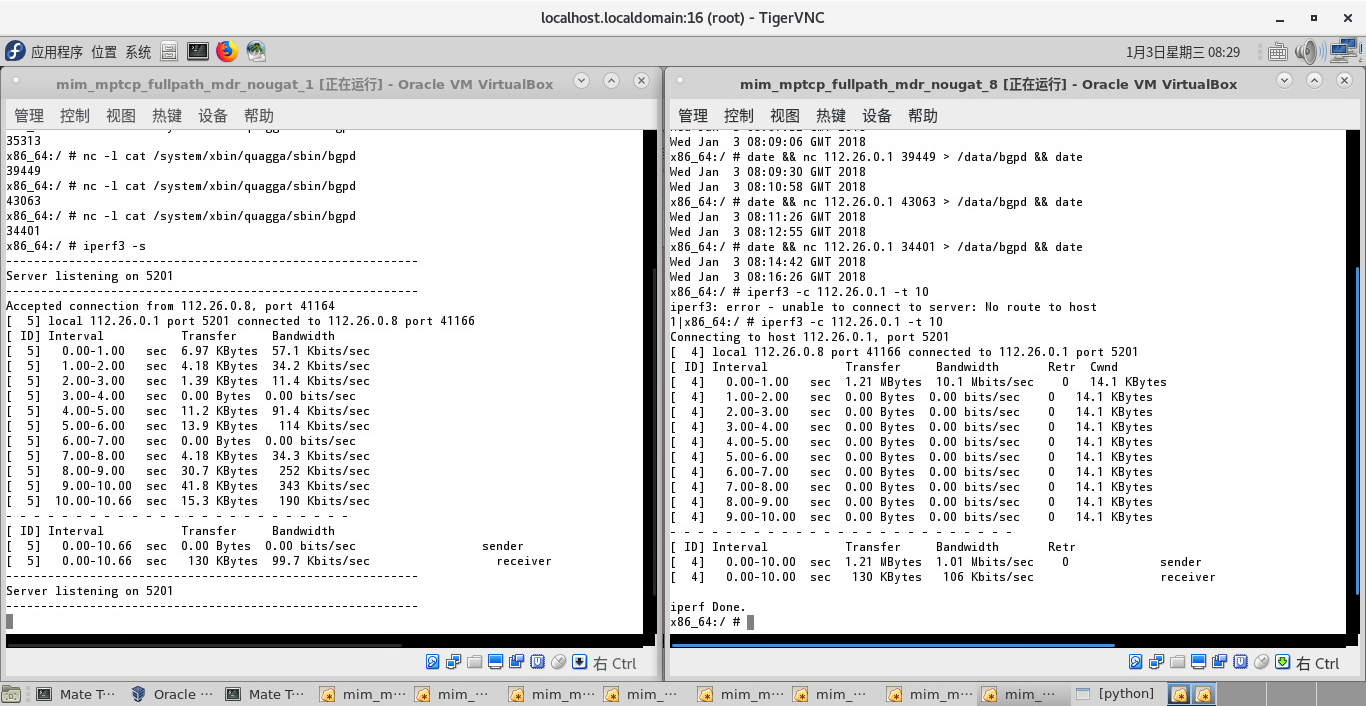 localhost.localdomain:16 (root) - TigerVNC
应用程序 位置 系统
1月3日星期三 08:29
mim_mptcp_fullpath_mdr_nougat_1 [正在运行] - Oracle VM VirtualBox
管理 控制 视图 热键 设备 帮助
35313
x86_64:/ # nc -l cat /system/xbin/quagga/sbin/bgpd
39449
x86_64:/ # nc -l cat /system/xbin/quagga/sbin/bgpd
43063
x86_64:/ # nc -l cat /system/xbin/quagga/sbin/bgpd
34401
x86_64:/ # iperf3 -s
-----------------------------------------------------------
Server listening on 5201
-----------------------------------------------------------
Accepted connection from 112.26.0.8, port 41164
[  5] local 112.26.0.1 port 5201 connected to 112.26.0.8 port 41166
[ ID] Interval           Transfer     Bandwidth
[  5]   0.00-1.00   sec  6.97 KBytes  57.1 Kbits/sec
[  5]   1.00-2.00   sec  4.18 KBytes  34.2 Kbits/sec
[  5]   2.00-3.00   sec  1.39 KBytes  11.4 Kbits/sec
[  5]   3.00-4.00   sec  0.00 Bytes  0.00 bits/sec
[  5]   4.00-5.00   sec  11.2 KBytes  91.4 Kbits/sec
[  5]   5.00-6.00   sec  13.9 KBytes   114 Kbits/sec
[  5]   6.00-7.00   sec  0.00 Bytes  0.00 bits/sec
[  5]   7.00-8.00   sec  4.18 KBytes  34.3 Kbits/sec
[  5]   8.00-9.00   sec  30.7 KBytes   252 Kbits/sec
[  5]   9.00-10.00  sec  41.8 KBytes   343 Kbits/sec
[  5]  10.00-10.66  sec  15.3 KBytes   190 Kbits/sec
- - - - - - - - - - - - - - - - - - - - - - - - -
[ ID] Interval           Transfer     Bandwidth
[  5]   0.00-10.66  sec  0.00 Bytes  0.00 bits/sec                  sender
[  5]   0.00-10.66  sec   130 KBytes  99.7 Kbits/sec                  receiver
-----------------------------------------------------------
Server listening on 5201
-----------------------------------------------------------
右 Ctrl
mim_mptcp_fullpath_mdr_nougat_8 [正在运行] - Oracle VM VirtualBox
管理 控制 视图 热键 设备 帮助
Wed Jan  3 08:09:06 GMT 2018
x86_64:/ # date && nc 112.26.0.1 39449 > /data/bgpd && date
Wed Jan  3 08:09:30 GMT 2018
Wed Jan  3 08:10:58 GMT 2018
x86_64:/ # date && nc 112.26.0.1 43063 > /data/bgpd && date
Wed Jan  3 08:11:26 GMT 2018
Wed Jan  3 08:12:55 GMT 2018
x86_64:/ # date && nc 112.26.0.1 34401 > /data/bgpd && date
Wed Jan  3 08:14:42 GMT 2018
Wed Jan  3 08:16:26 GMT 2018
x86_64:/ # iperf3 -c 112.26.0.1 -t 10
iperf3: error - unable to connect to server: No route to host
1|x86_64:/ # iperf3 -c 112.26.0.1 -t 10
Connecting to host 112.26.0.1, port 5201
[  4] local 112.26.0.8 port 41166 connected to 112.26.0.1 port 5201
[ ID] Interval           Transfer     Bandwidth       Retr  Cwnd
[  4]   0.00-1.00   sec  1.21 MBytes  10.1 Mbits/sec    0   14.1 KBytes
[  4]   1.00-2.00   sec  0.00 Bytes  0.00 bits/sec    0   14.1 KBytes
[  4]   2.00-3.00   sec  0.00 Bytes  0.00 bits/sec    0   14.1 KBytes
[  4]   3.00-4.00   sec  0.00 Bytes  0.00 bits/sec    0   14.1 KBytes
[  4]   4.00-5.00   sec  0.00 Bytes  0.00 bits/sec    0   14.1 KBytes
[  4]   5.00-6.00   sec  0.00 Bytes  0.00 bits/sec    0   14.1 KBytes
[  4]   6.00-7.00   sec  0.00 Bytes  0.00 bits/sec    0   14.1 KBytes
[  4]   7.00-8.00   sec  0.00 Bytes  0.00 bits/sec    0   14.1 KBytes
[  4]   8.00-9.00   sec  0.00 Bytes  0.00 bits/sec    0   14.1 KBytes
[  4]   9.00-10.00  sec  0.00 Bytes  0.00 bits/sec    0   14.1 KBytes
- - - - - - - - - - - - - - - - - - - - - - - - -
[ ID] Interval           Transfer     Bandwidth       Retr
[  4]   0.00-10.00  sec  1.21 MBytes  1.01 Mbits/sec    0             sender
[  4]   0.00-10.00  sec   130 KBytes   106 Kbits/sec                  receiver
iperf Done.
x86_64:/ #
右 Ctrl
Mate T··· Oracle ··· Mate T··· mim_m··· mim_··· mim_m··· mim_··· mim_m··· mim_··· mim_m··· mim_··· [python]